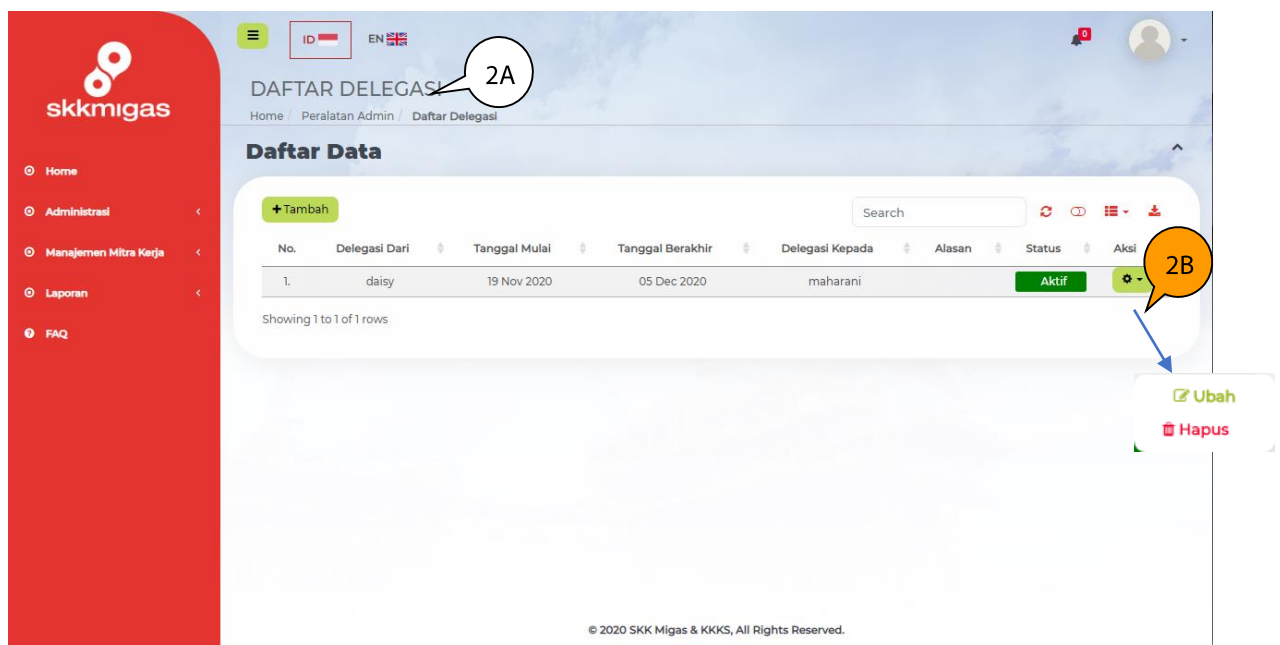 skkmigas
ID EN
0
DAFTAR DELEGASI
2A
Home / Peralatan Admin / Daftar Delegasi
Daftar Data
Home
Administrasi
Manajemen Mitra Kerja
Laporan
FAQ
+Tambah
Search
No. Delegasi Dari Tanggal Mulai Tanggal Berakhir Delegasi Kepada Alasan Status Aksi
2B
1. daisy 19 Nov 2020 05 Dec 2020 maharani Aktif
Showing 1 to 1 of 1 rows
Ubah
Hapus
© 2020 SKK Migas & KKKS, All Rights Reserved.